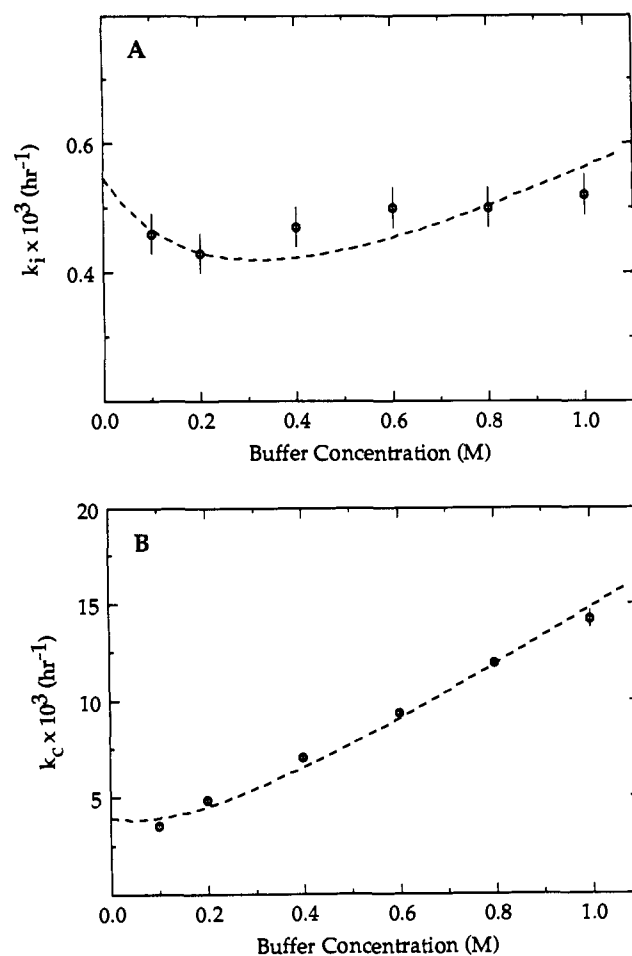 A
k_i x 10^3 (hr^-1)
0.6
0.4
0.0 0.2 0.4 0.6 0.8 1.0
Buffer Concentration (M)
B
k_C x 10^3 (hr^-1)
20
15
10
5
0.0 0.2 0.4 0.6 0.8 1.0
Buffer Concentration (M)